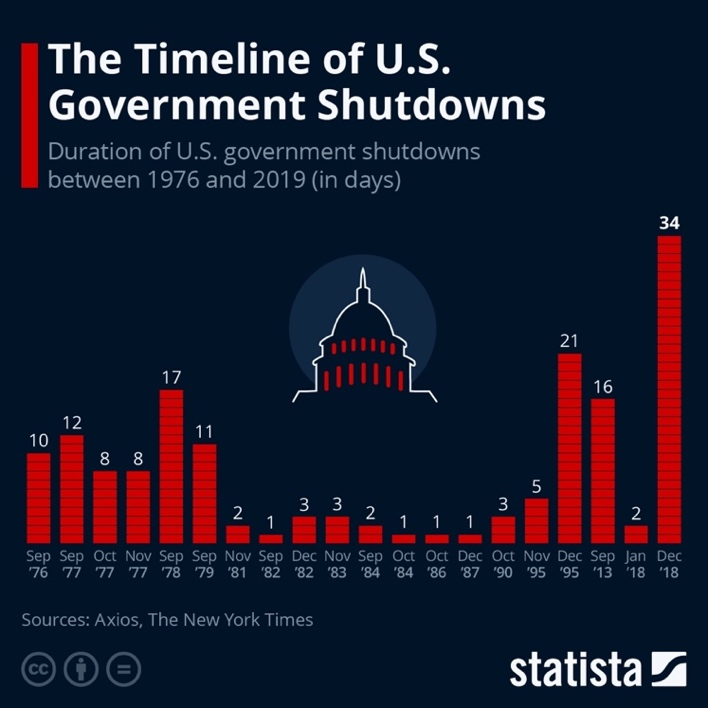 The Timeline of U.S.
Government Shutdowns
Duration of U.S. government shutdowns
between 1976 and 2019 (in days)
34
21
17
16
12
11
10
8 8
5
3 3 3
2 2 2
1 1 1 1
Sep Sep Oct Nov Sep Sep Nov Sep Dec Nov Sep Oct Oct Dec Oct Nov Dec Sep Jan Dec
'76 '77 '77 '77 '78 '79 '81 '82 '82 '83 '84 '84 '86 '87 '90 '95 '95 '13 '18 '18
Sources: Axios, The New York Times
cc
statista